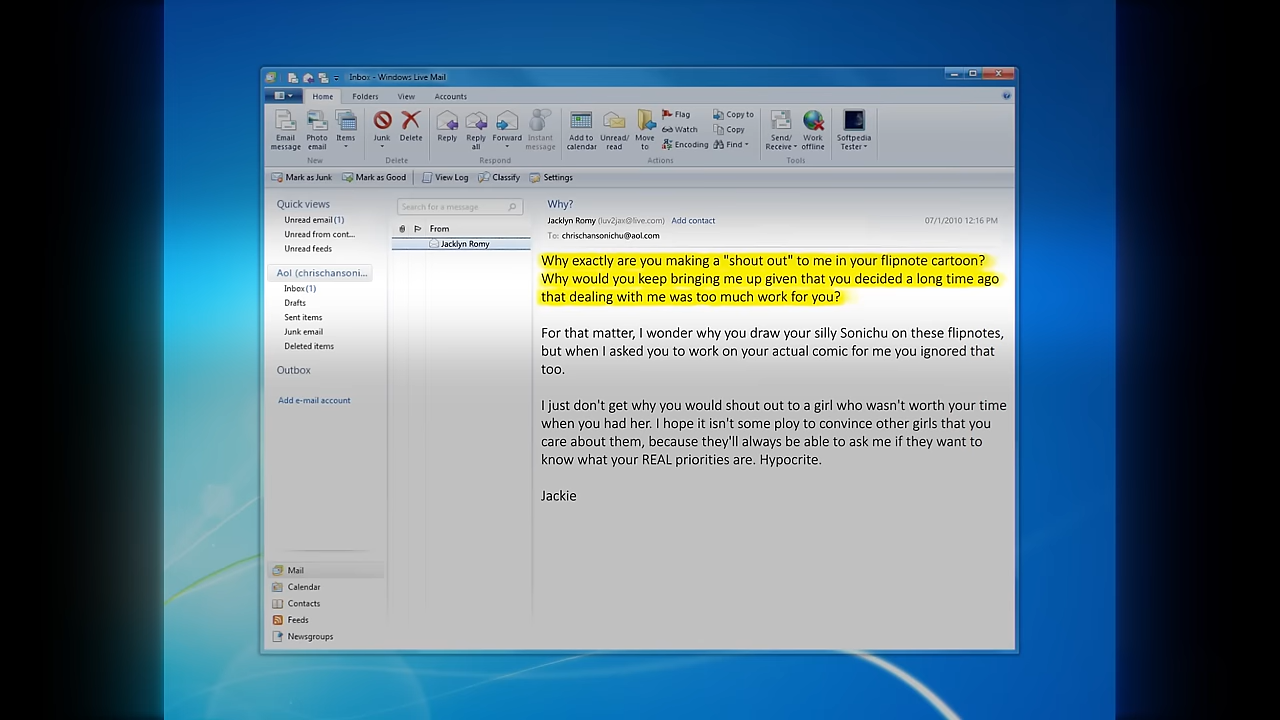 Inbox - Windows Live Mail
Home Folders View Accounts
Email message
Photo email
Items
Junk
Delete
Reply
Reply all
Forward
Instant message
Add to calendar
Unread/ read
Move to
Flag
Watch
Encoding
Copy to
Copy
Find
Send/ Receive
Work offline
Softpedia Tester
New Delete Respond Actions Tools
Mark as Junk Mark as Good View Log Classify Settings
Quick views
Unread email (1)
Unread from cont...
Unread feeds
Aol (chrischansoni...
Inbox (1)
Drafts
Sent items
Junk email
Deleted items
Outbox
Add e-mail account
Mail
Calendar
Contacts
Feeds
Newsgroups
Search for a message
From
Jacklyn Romy
Why?
Jacklyn Romy (luv2jax@live.com) Add contact 07/1/2010 12:16 PM
To: chrischansonichu@aol.com
Why exactly are you making a "shout out" to me in your flipnote cartoon?
Why would you keep bringing me up given that you decided a long time ago
that dealing with me was too much work for you?
For that matter, I wonder why you draw your silly Sonichu on these flipnotes,
but when I asked you to work on your actual comic for me you ignored that
too.
I just don't get why you would shout out to a girl who wasn't worth your time
when you had her. I hope it isn't some ploy to convince other girls that you
care about them, because they'll always be able to ask me if they want to
know what your REAL priorities are. Hypocrite.
Jackie